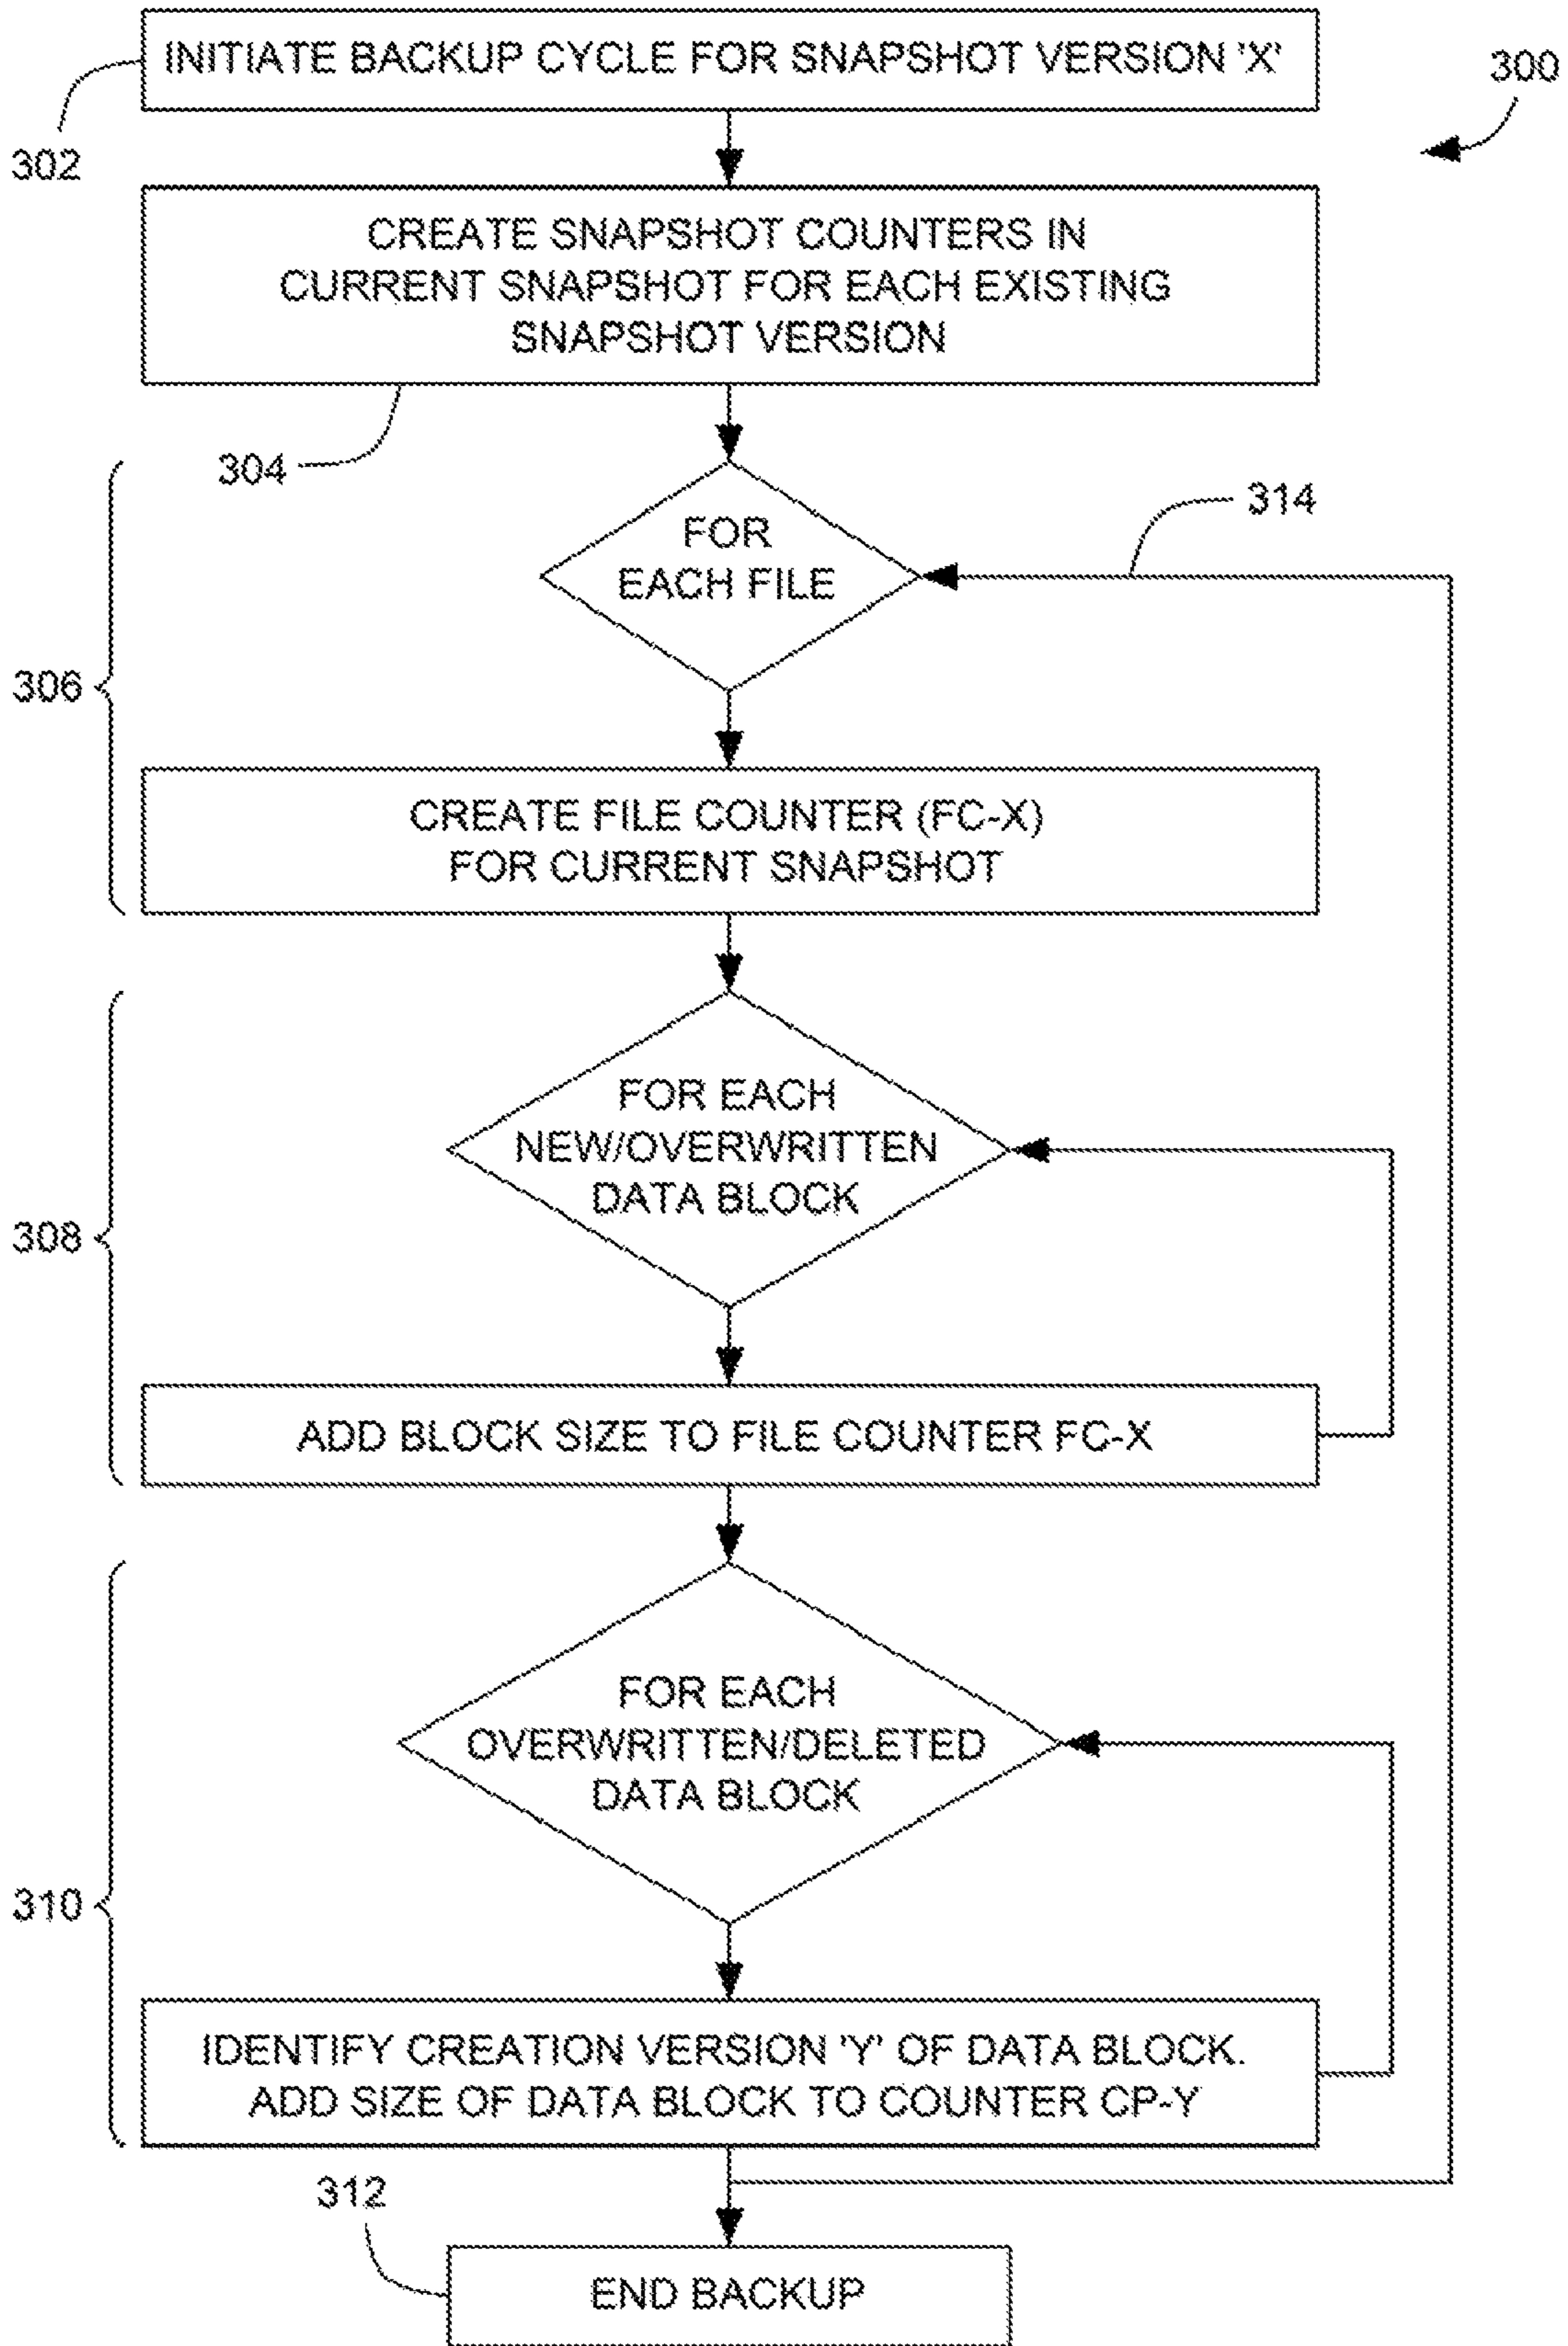 INITIATE BACKUP CYCLE FOR SNAPSHOT VERSION 'X'
300
302
CREATE SNAPSHOT COUNTERS IN
CURRENT SNAPSHOT FOR EACH EXISTING
SNAPSHOT VERSION
304
314
FOR
EACH FILE
306
CREATE FILE COUNTER (FC-X)
FOR CURRENT SNAPSHOT
FOR EACH
NEW/OVERWRITTEN
DATA BLOCK
308
ADD BLOCK SIZE TO FILE COUNTER FC-X
FOR EACH
OVERWRITTEN/DELETED
DATA BLOCK
310
IDENTIFY CREATION VERSION 'Y' OF DATA BLOCK.
ADD SIZE OF DATA BLOCK TO COUNTER CP-Y
312
END BACKUP